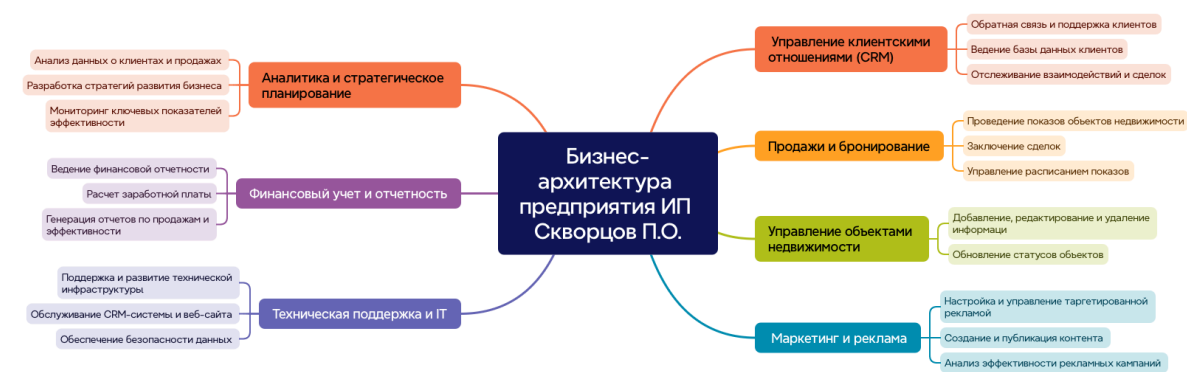 Бизнес-
архитектура
предприятия ИП
Скворцов П.О.
Управление клиентскими
отношениями (CRM)
Обратная связь и поддержка клиентов
Ведение базы данных клиентов
Отслеживание взаимодействий и сделок
Продажи и бронирование
Проведение показов объектов недвижимости
Заключение сделок
Управление расписанием показов
Управление объектами
недвижимости
Добавление, редактирование и удаление
информаци
Обновление статусов объектов
Маркетинг и реклама
Настройка и управление таргетированной
рекламой
Создание и публикация контента
Анализ эффективности рекламных кампаний
Аналитика и стратегическое
планирование
Анализ данных о клиентах и продажах
Разработка стратегий развития бизнеса
Мониторинг ключевых показателей
эффективности
Финансовый учет и отчетность
Ведение финансовой отчетности
Расчет заработной платы
Генерация отчетов по продажам и
эффективности
Техническая поддержка и IT
Поддержка и развитие технической
инфраструктуры
Обслуживание CRM-системы и веб-сайта
Обеспечение безопасности данных